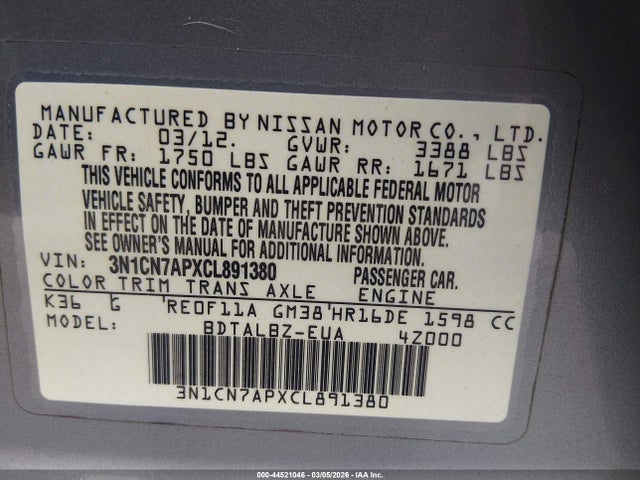 MANUFACTURED BY NISSAN MOTOR CO., LTD.
DATE: 03/12. GVWR: 3388 LBS
GAWR FR: 1750 LBS GAWR RR: 1671 LBS
THIS VEHICLE CONFORMS TO ALL APPLICABLE FEDERAL MOTOR
VEHICLE SAFETY, BUMPER AND THEFT PREVENTION STANDARDS
IN EFFECT ON THE DATE OF MANUFACTURE SHOWN ABOVE.
SEE OWNER'S MANUAL FOR ADDITIONAL INFORMATION.
VIN: 3N1CN7APXCL891380 PASSENGER CAR.
COLOR TRIM TRANS AXLE ENGINE
K36 G RE0F11A GM38 HR16DE 1598 CC
MODEL: BDTALBZ-EUA 4Z000
3N1CN7APXCL891380
000-44521046 | 03/05/2026 - IAA Inc.